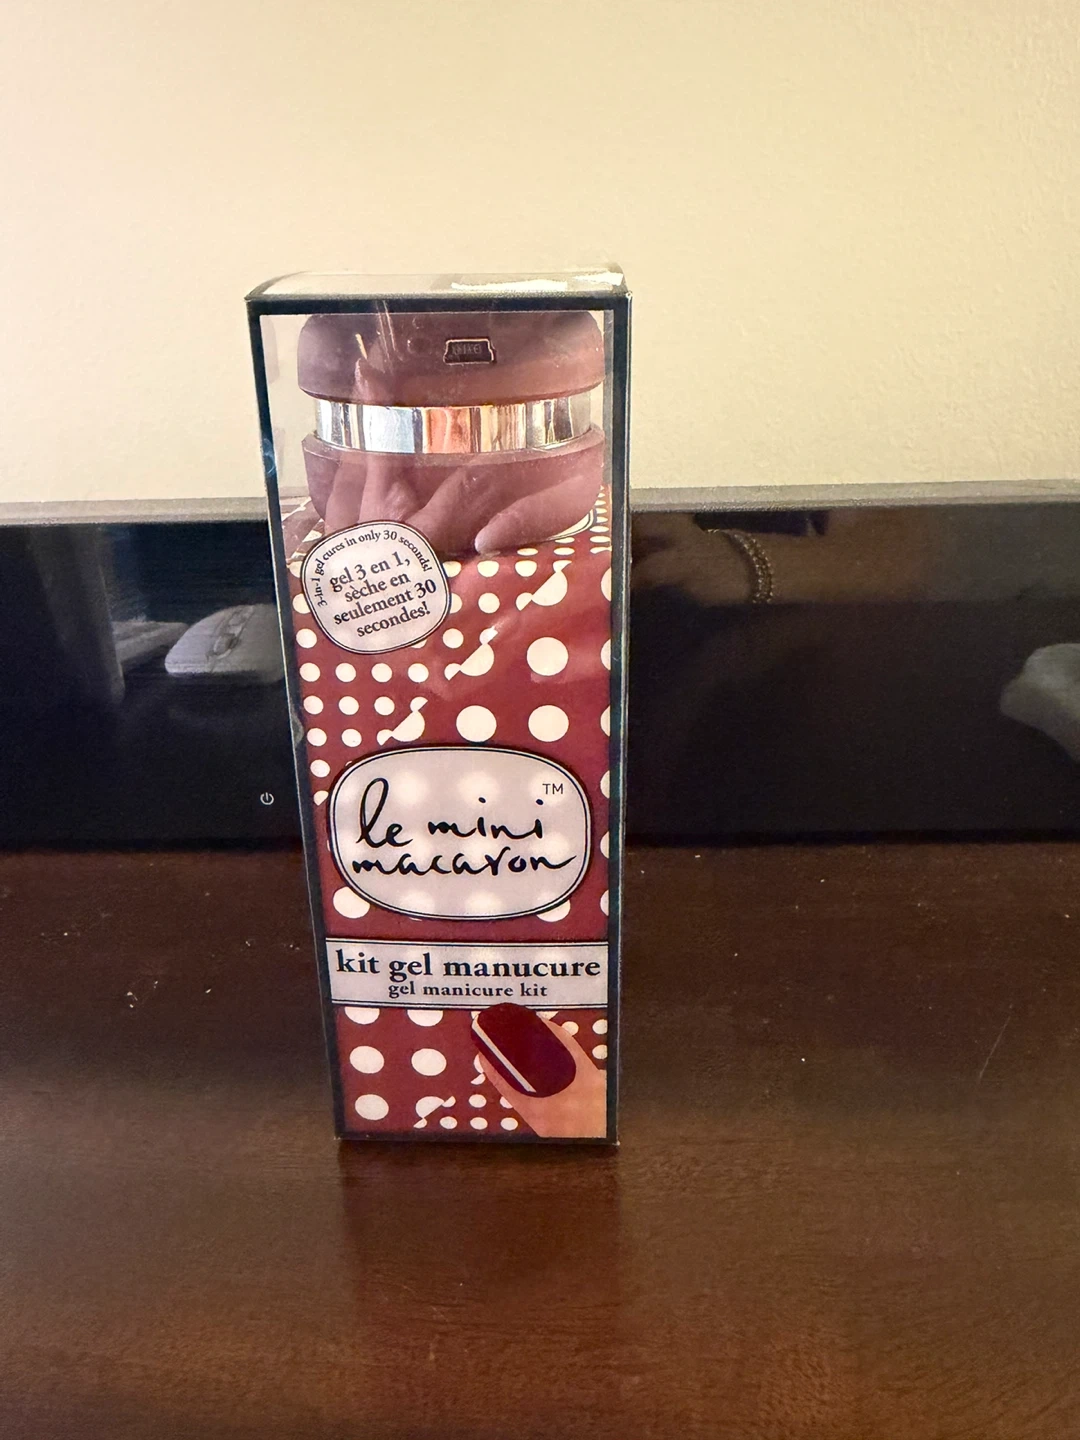 3-in-1 gel cures in only 30 seconds!
gel 3 en 1,
sèche en
seulement 30
secondes!
le mini
macaron
TM
kit gel manucure
gel manicure kit